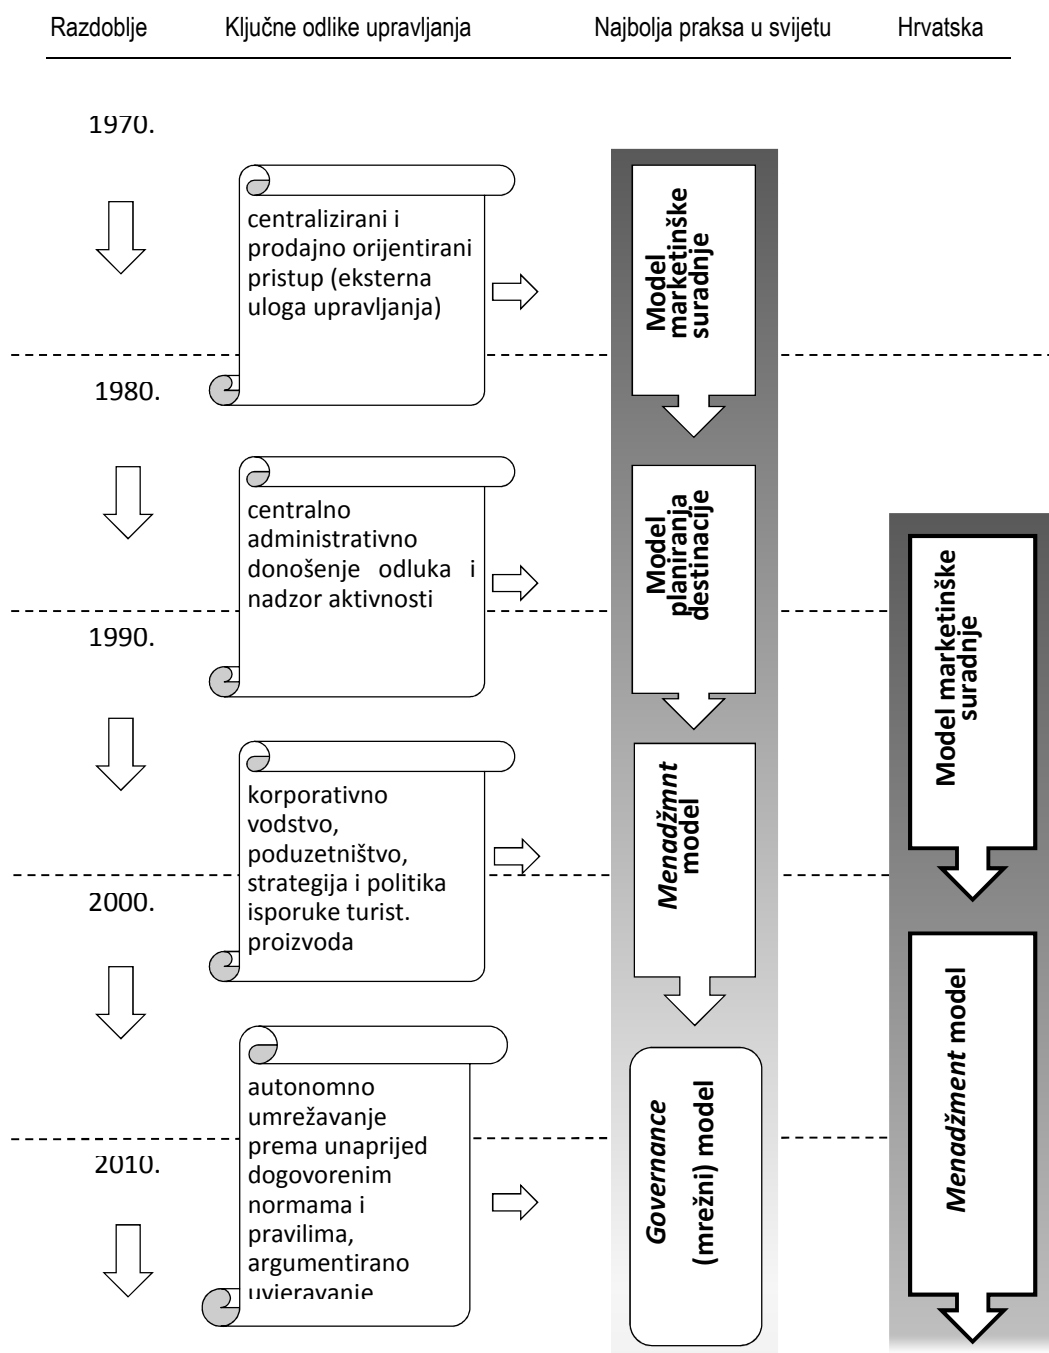 Razdoblje Ključne odlike upravljanja Najbolja praksa u svijetu Hrvatska
1970.
centralizirani i
prodajno orijentirani
pristup (eksterna
uloga upravljanja)
Model
marketinške
suradnje
1980.
centralno
administrativno
donošenje odluka i
nadzor aktivnosti
Model
planiranja
destinacije
Model marketinške
suradnje
1990.
korporativno
vodstvo,
poduzetništvo,
strategija i politika
isporuke turist.
proizvoda
Menadžmnt
model
2000.
autonomno
umrežavanje
prema unaprijed
dogovorenim
normama i
pravilima,
argumentirano
uvjeravanje
Governance
(mrežni) model
Menadžment model
2010.